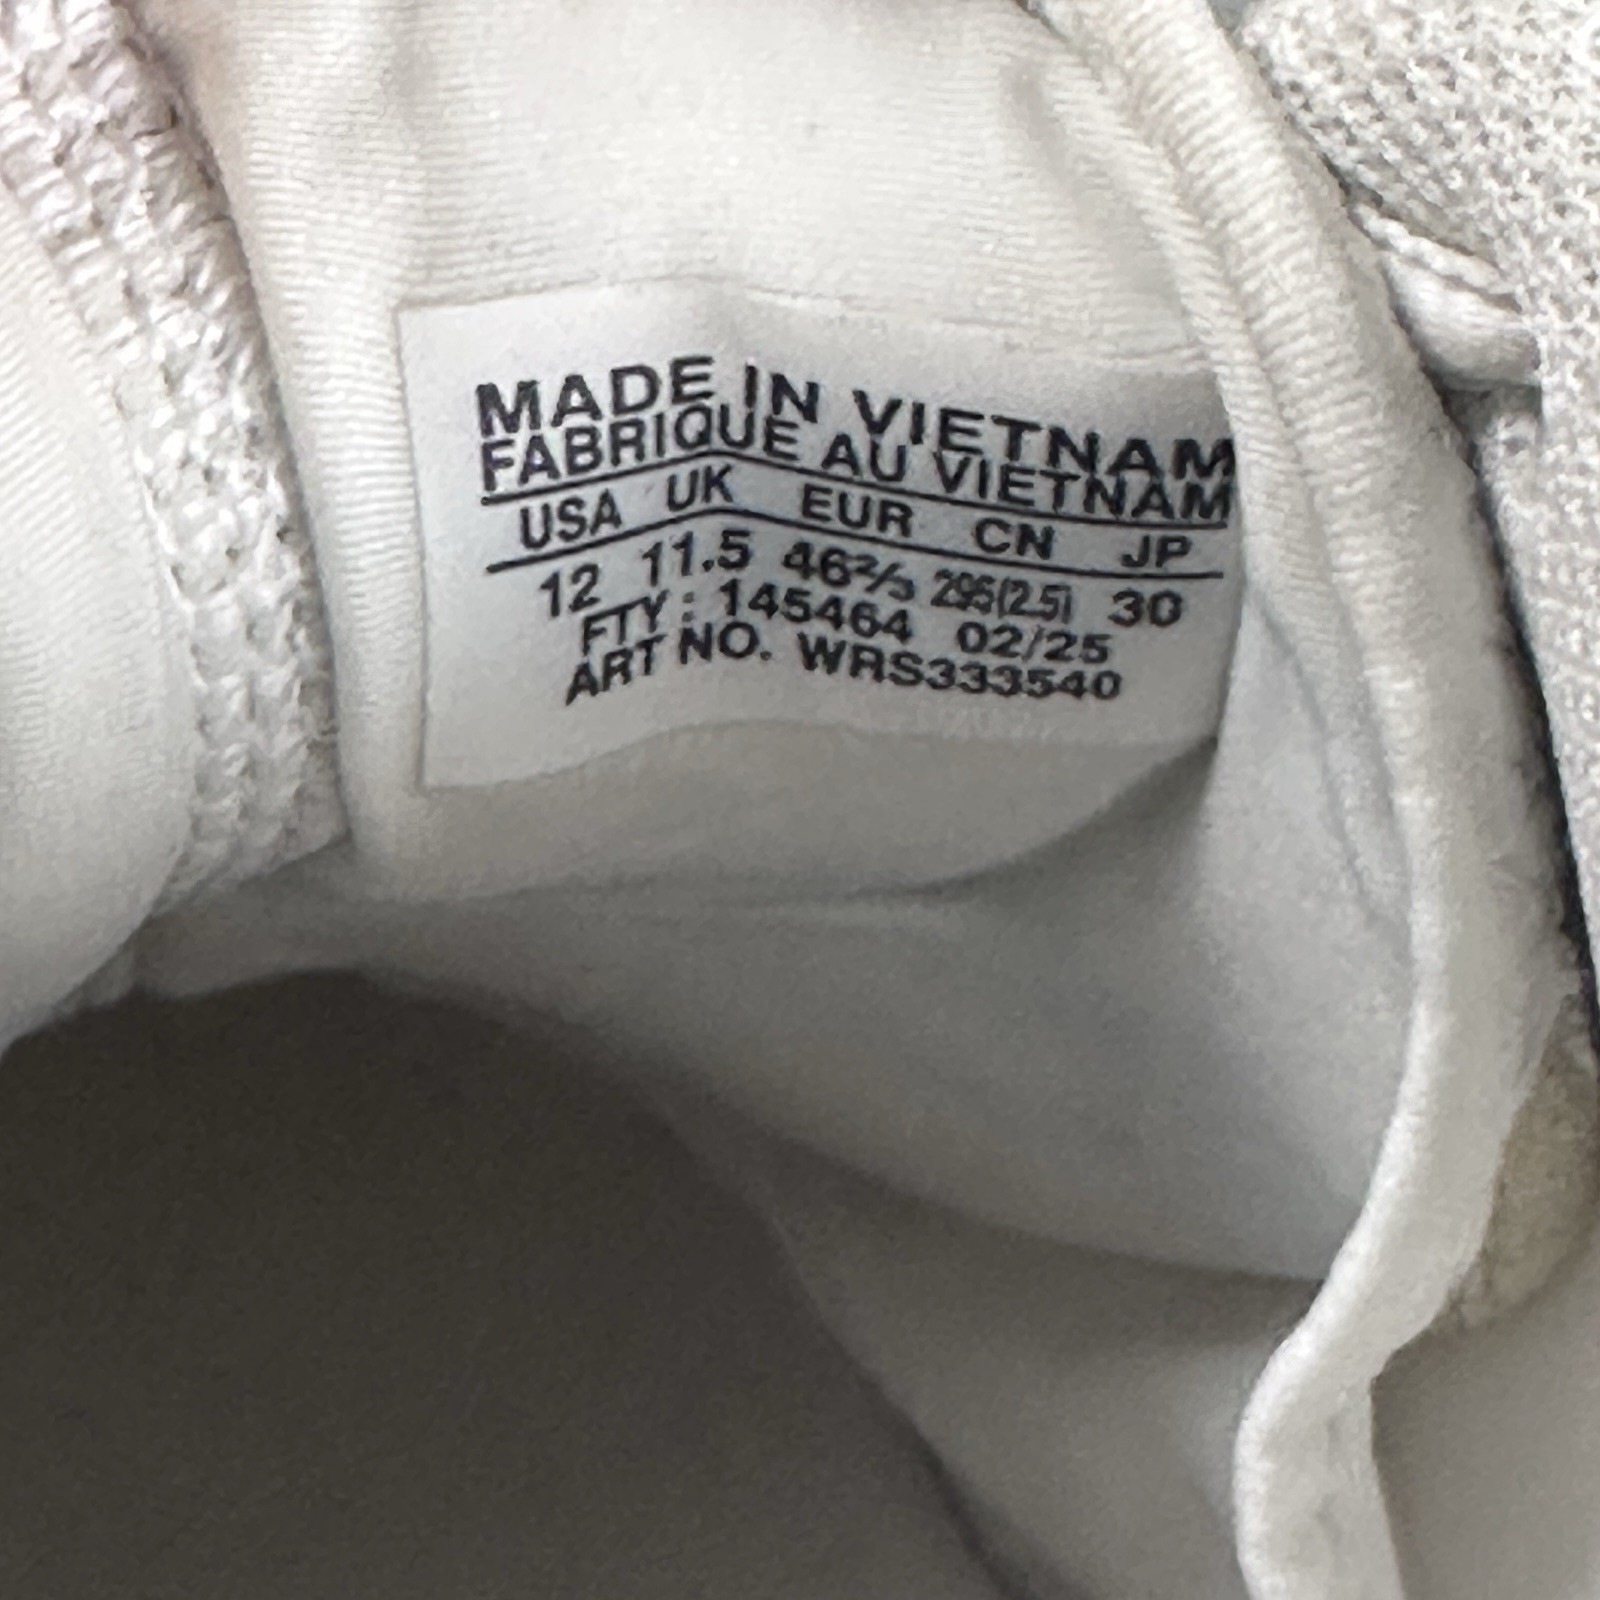 MADE IN VIETNAM
FABRIQUE AU VIETNAM
USA UK EUR CN JP
12 11.5 46⅔ 295(2.5) 30
FTY: 145464 02/25
ART NO. WRS333540